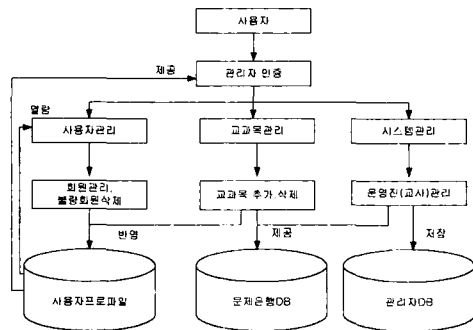 사용자
제공
관리자 인증
열람
사용자관리
교과목관리
시스템관리
회원관리,
불량회원삭제
교과목 추가,삭제
운영진(교사)관리
반영
제공
저장
사용자프로파일
문제은행DB
관리자DB